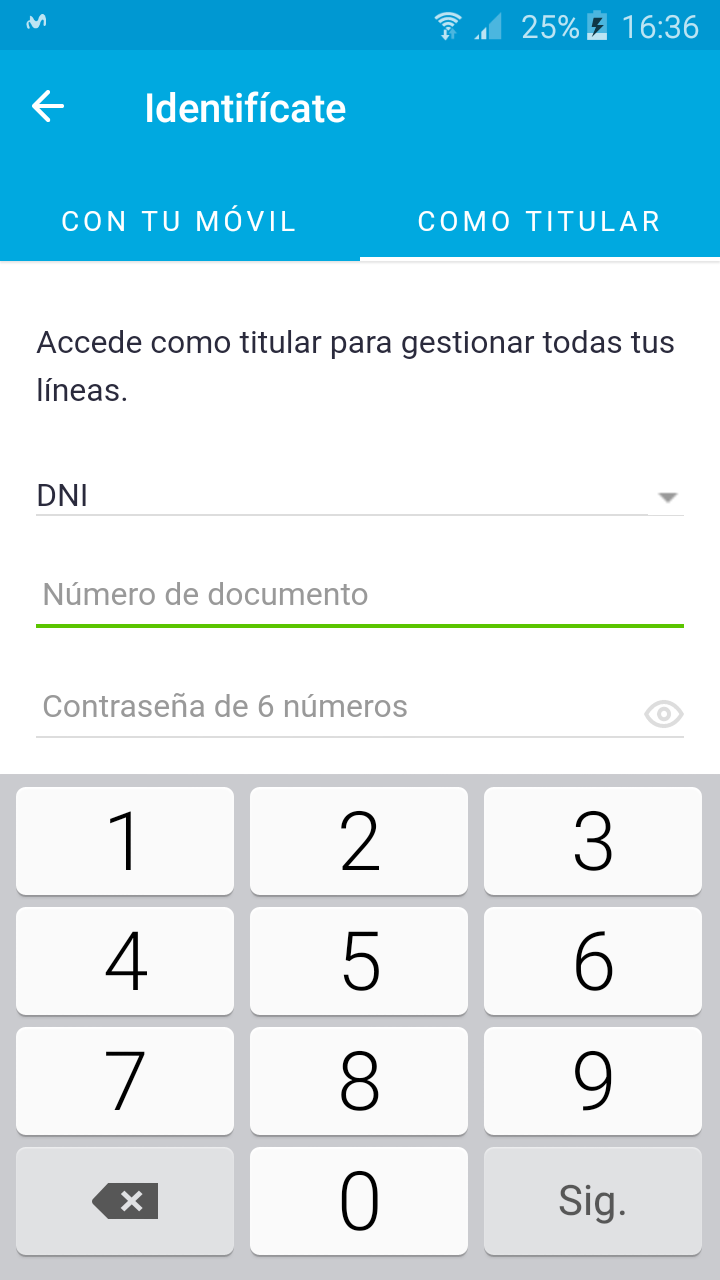 25% 16:36
Identifícate
CON TU MÓVIL COMO TITULAR
Accede como titular para gestionar todas tus
líneas.
DNI
Número de documento
Contraseña de 6 números
1 2 3
4 5 6
7 8 9
0 Sig.